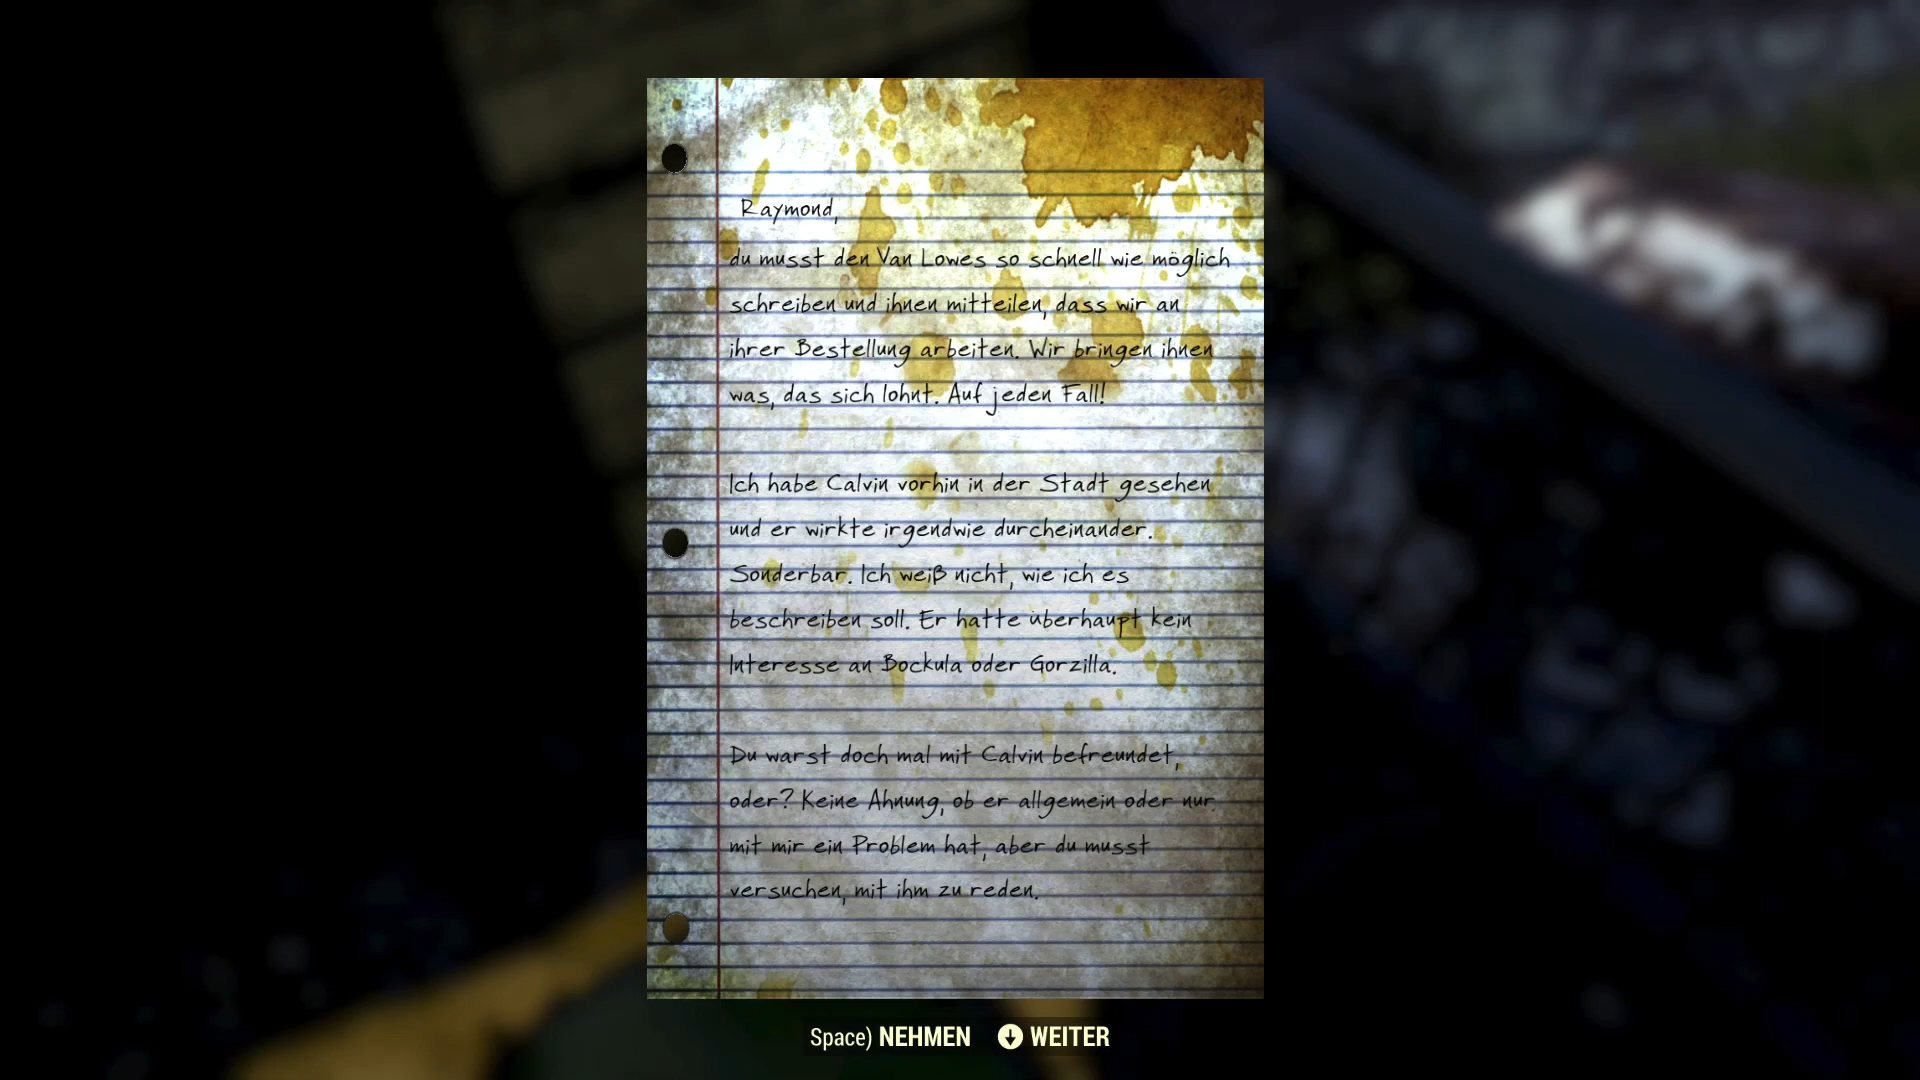 Raymond,
du musst den Van Lowes so schnell wie möglich
schreiben und ihnen mitteilen, dass wir an
ihrer Bestellung arbeiten. Wir bringen ihnen
was, das sich lohnt. Auf jeden Fall!
Ich habe Calvin vorhin in der Stadt gesehen
und er wirkte irgendwie durcheinander.
Sonderbar. Ich weiß nicht, wie ich es
beschreiben soll. Er hatte überhaupt kein
Interesse an Bockula oder Gorzilla.
Du warst doch mal mit Calvin befreundet,
oder? Keine Ahnung, ob er allgemein oder nur
mit mir ein Problem hat, aber du musst
versuchen, mit ihm zu reden.
Space) NEHMEN WEITER